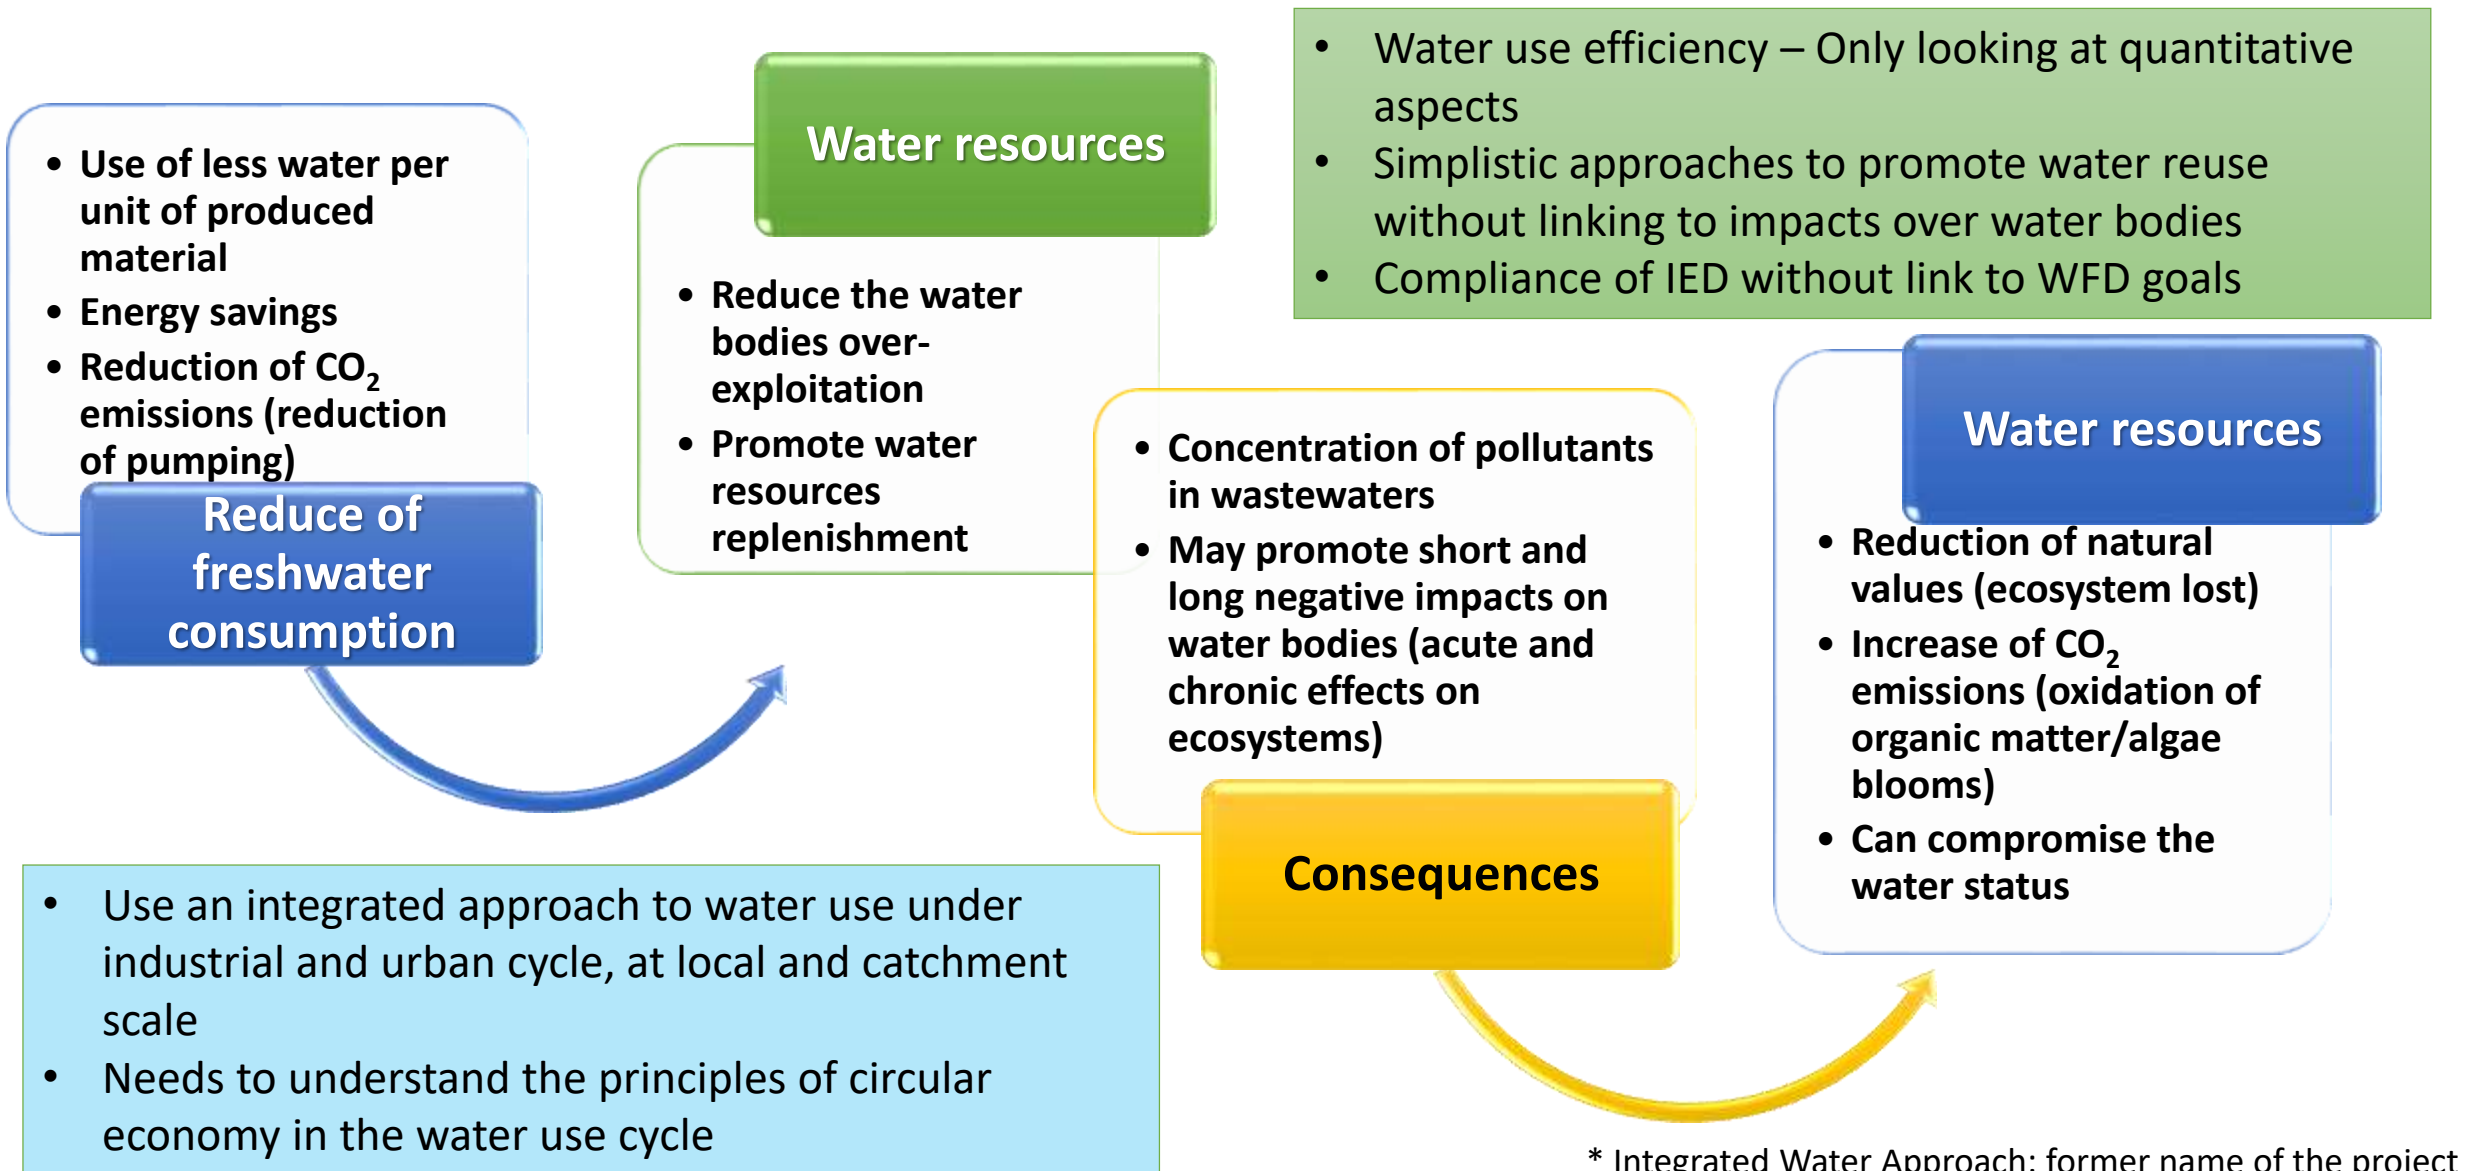 • Use of less water per
unit of produced
material
• Energy savings
• Reduction of CO₂
emissions (reduction
of pumping)
Reduce of
freshwater
consumption
Water resources
• Reduce the water
bodies over-
exploitation
• Promote water
resources
replenishment
• Water use efficiency – Only looking at quantitative
aspects
• Simplistic approaches to promote water reuse
without linking to impacts over water bodies
• Compliance of IED without link to WFD goals
• Concentration of pollutants
in wastewaters
• May promote short and
long negative impacts on
water bodies (acute and
chronic effects on
ecosystems)
Consequences
Water resources
• Reduction of natural
values (ecosystem lost)
• Increase of CO₂
emissions (oxidation of
organic matter/algae
blooms)
• Can compromise the
water status
• Use an integrated approach to water use under
industrial and urban cycle, at local and catchment
scale
• Needs to understand the principles of circular
economy in the water use cycle
* Integrated Water Approach: former name of the project